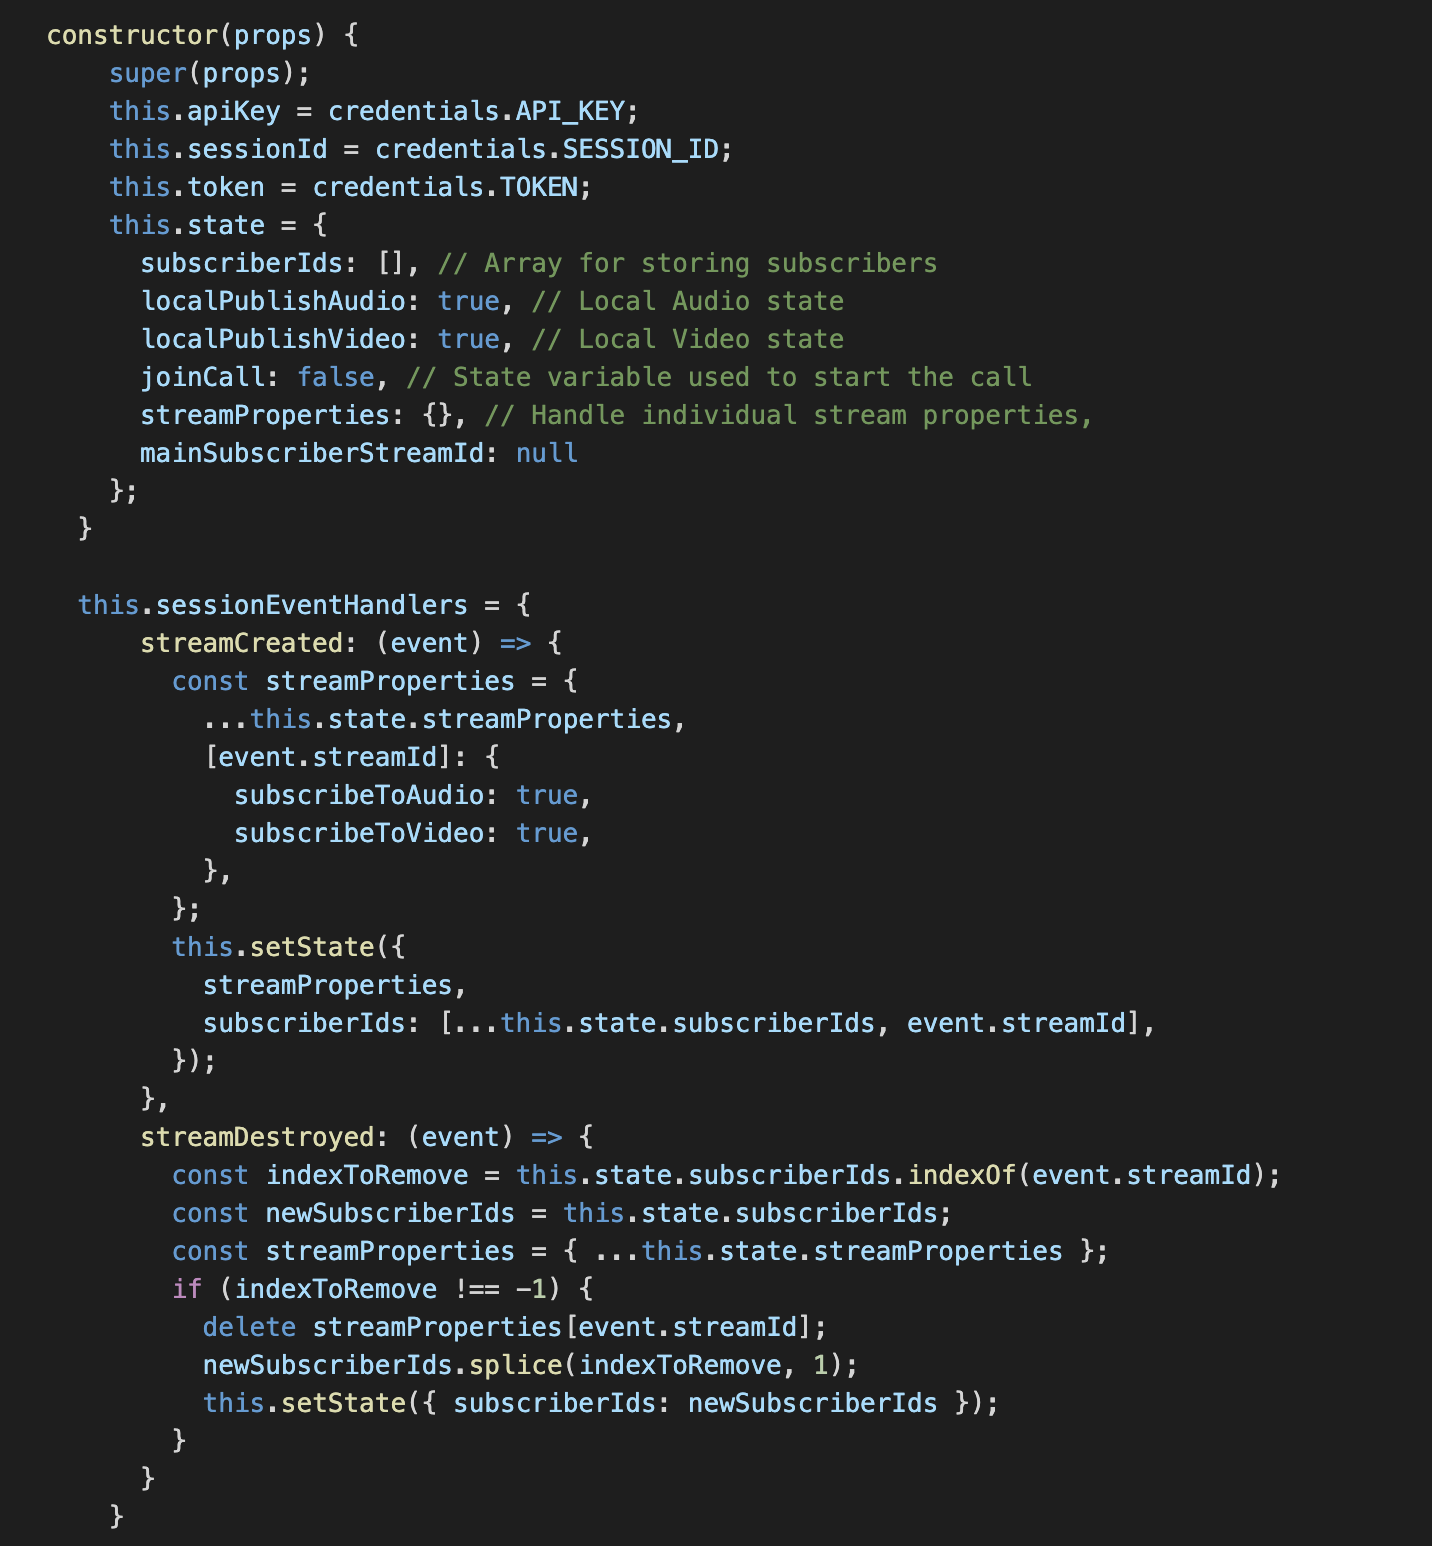 constructor(props) {
super(props);
this.apiKey = credentials.API_KEY;
this.sessionId = credentials.SESSION_ID;
this.token = credentials.TOKEN;
this.state = {
subscriberIds: [], // Array for storing subscribers
localPublishAudio: true, // Local Audio state
localPublishVideo: true, // Local Video state
joinCall: false, // State variable used to start the call
streamProperties: {}, // Handle individual stream properties,
mainSubscriberStreamId: null
};
}
this.sessionEventHandlers = {
streamCreated: (event) => {
const streamProperties = {
...this.state.streamProperties,
[event.streamId]: {
subscribeToAudio: true,
subscribeToVideo: true,
},
};
this.setState({
streamProperties,
subscriberIds: [...this.state.subscriberIds, event.streamId],
});
},
streamDestroyed: (event) => {
const indexToRemove = this.state.subscriberIds.indexOf(event.streamId);
const newSubscriberIds = this.state.subscriberIds;
const streamProperties = { ...this.state.streamProperties };
if (indexToRemove !== -1) {
delete streamProperties[event.streamId];
newSubscriberIds.splice(indexToRemove, 1);
this.setState({ subscriberIds: newSubscriberIds });
}
}
}